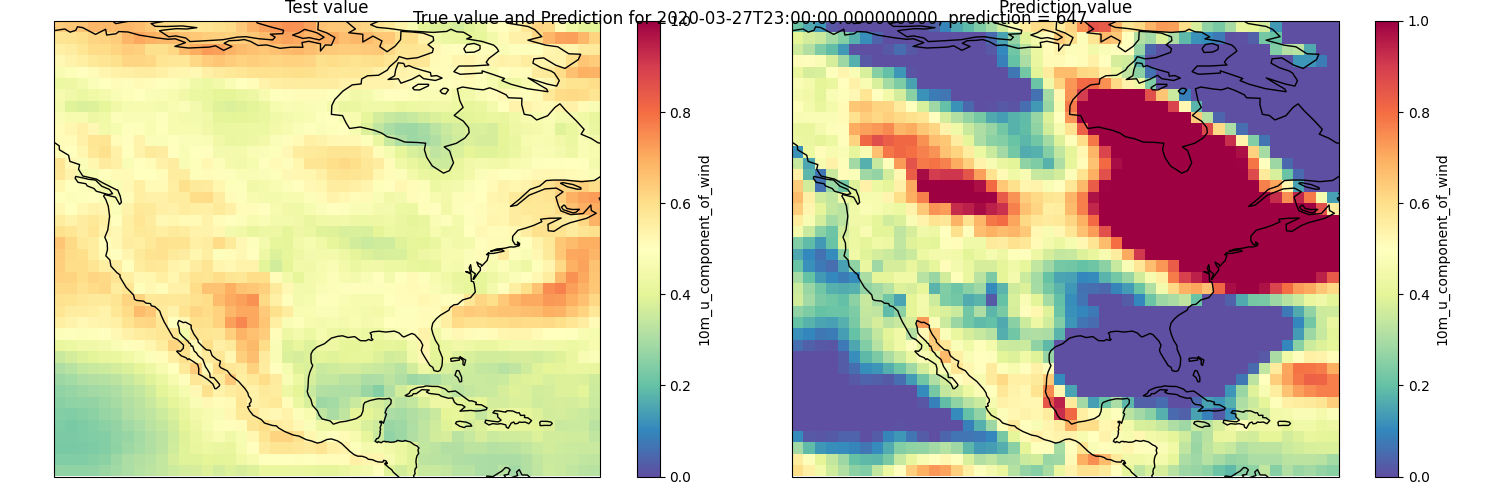 Test value
True value and Prediction for 2020-03-27T23:00:00.000000000, prediction = 647
Prediction value
1.0
0.8
0.6
0.4
0.2
0.0
10m_u_component_of_wind
1.0
0.8
0.6
0.4
0.2
0.0
10m_u_component_of_wind